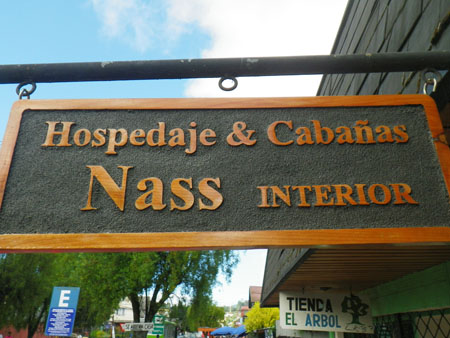 Hospedaje & Cabañas
Nass INTERIOR
E
TIENDA
EL ARBOL